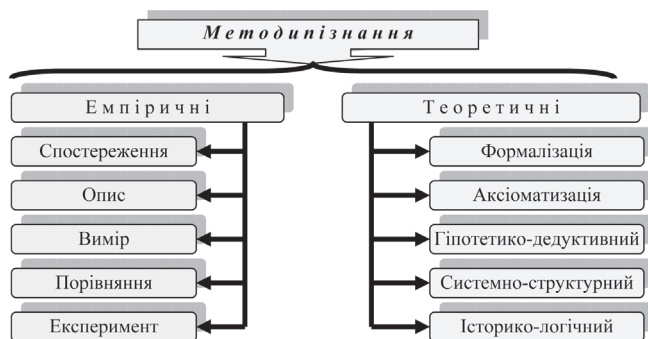 Методипізнання
Емпіричні
Теоретичні
Спостереження
Формалізація
Опис
Аксіоматизація
Вимір
Гіпотетико-дедуктивний
Порівняння
Системно-структурний
Експеримент
Історико-логічний